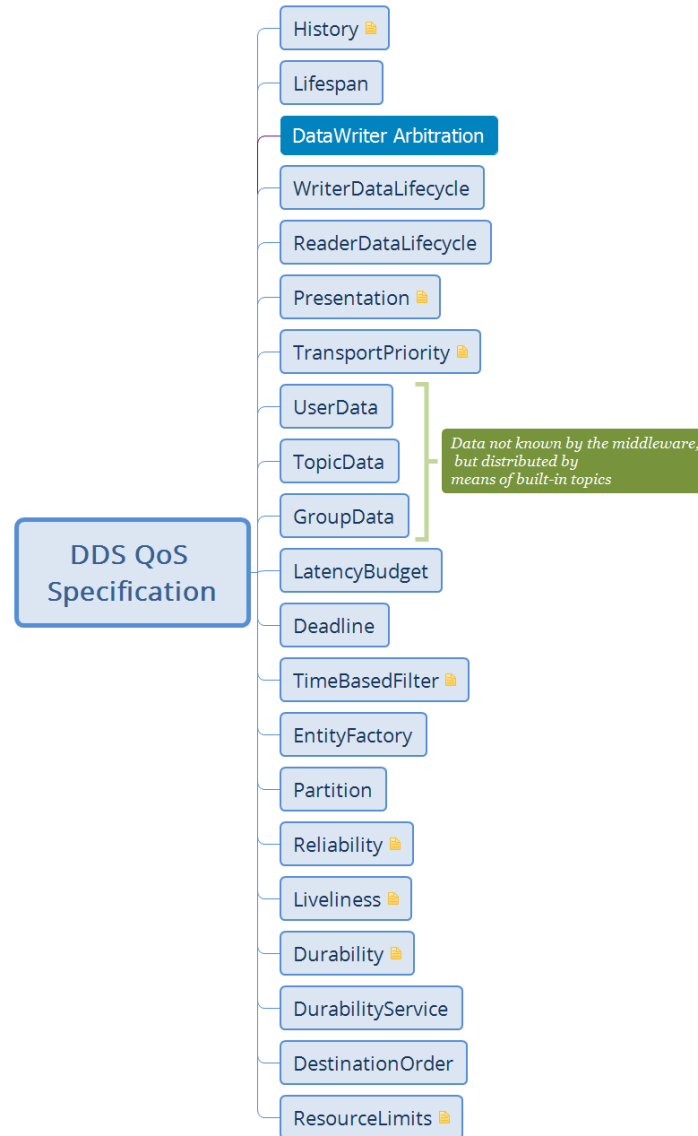 History
Lifespan
DataWriter Arbitration
WriterDataLifecycle
ReaderDataLifecycle
Presentation
TransportPriority
UserData
TopicData
GroupData
Data not known by the middleware,
but distributed by
means of built-in topics
DDS QoS
Specification
LatencyBudget
Deadline
TimeBasedFilter
EntityFactory
Partition
Reliability
Liveliness
Durability
DurabilityService
DestinationOrder
ResourceLimits